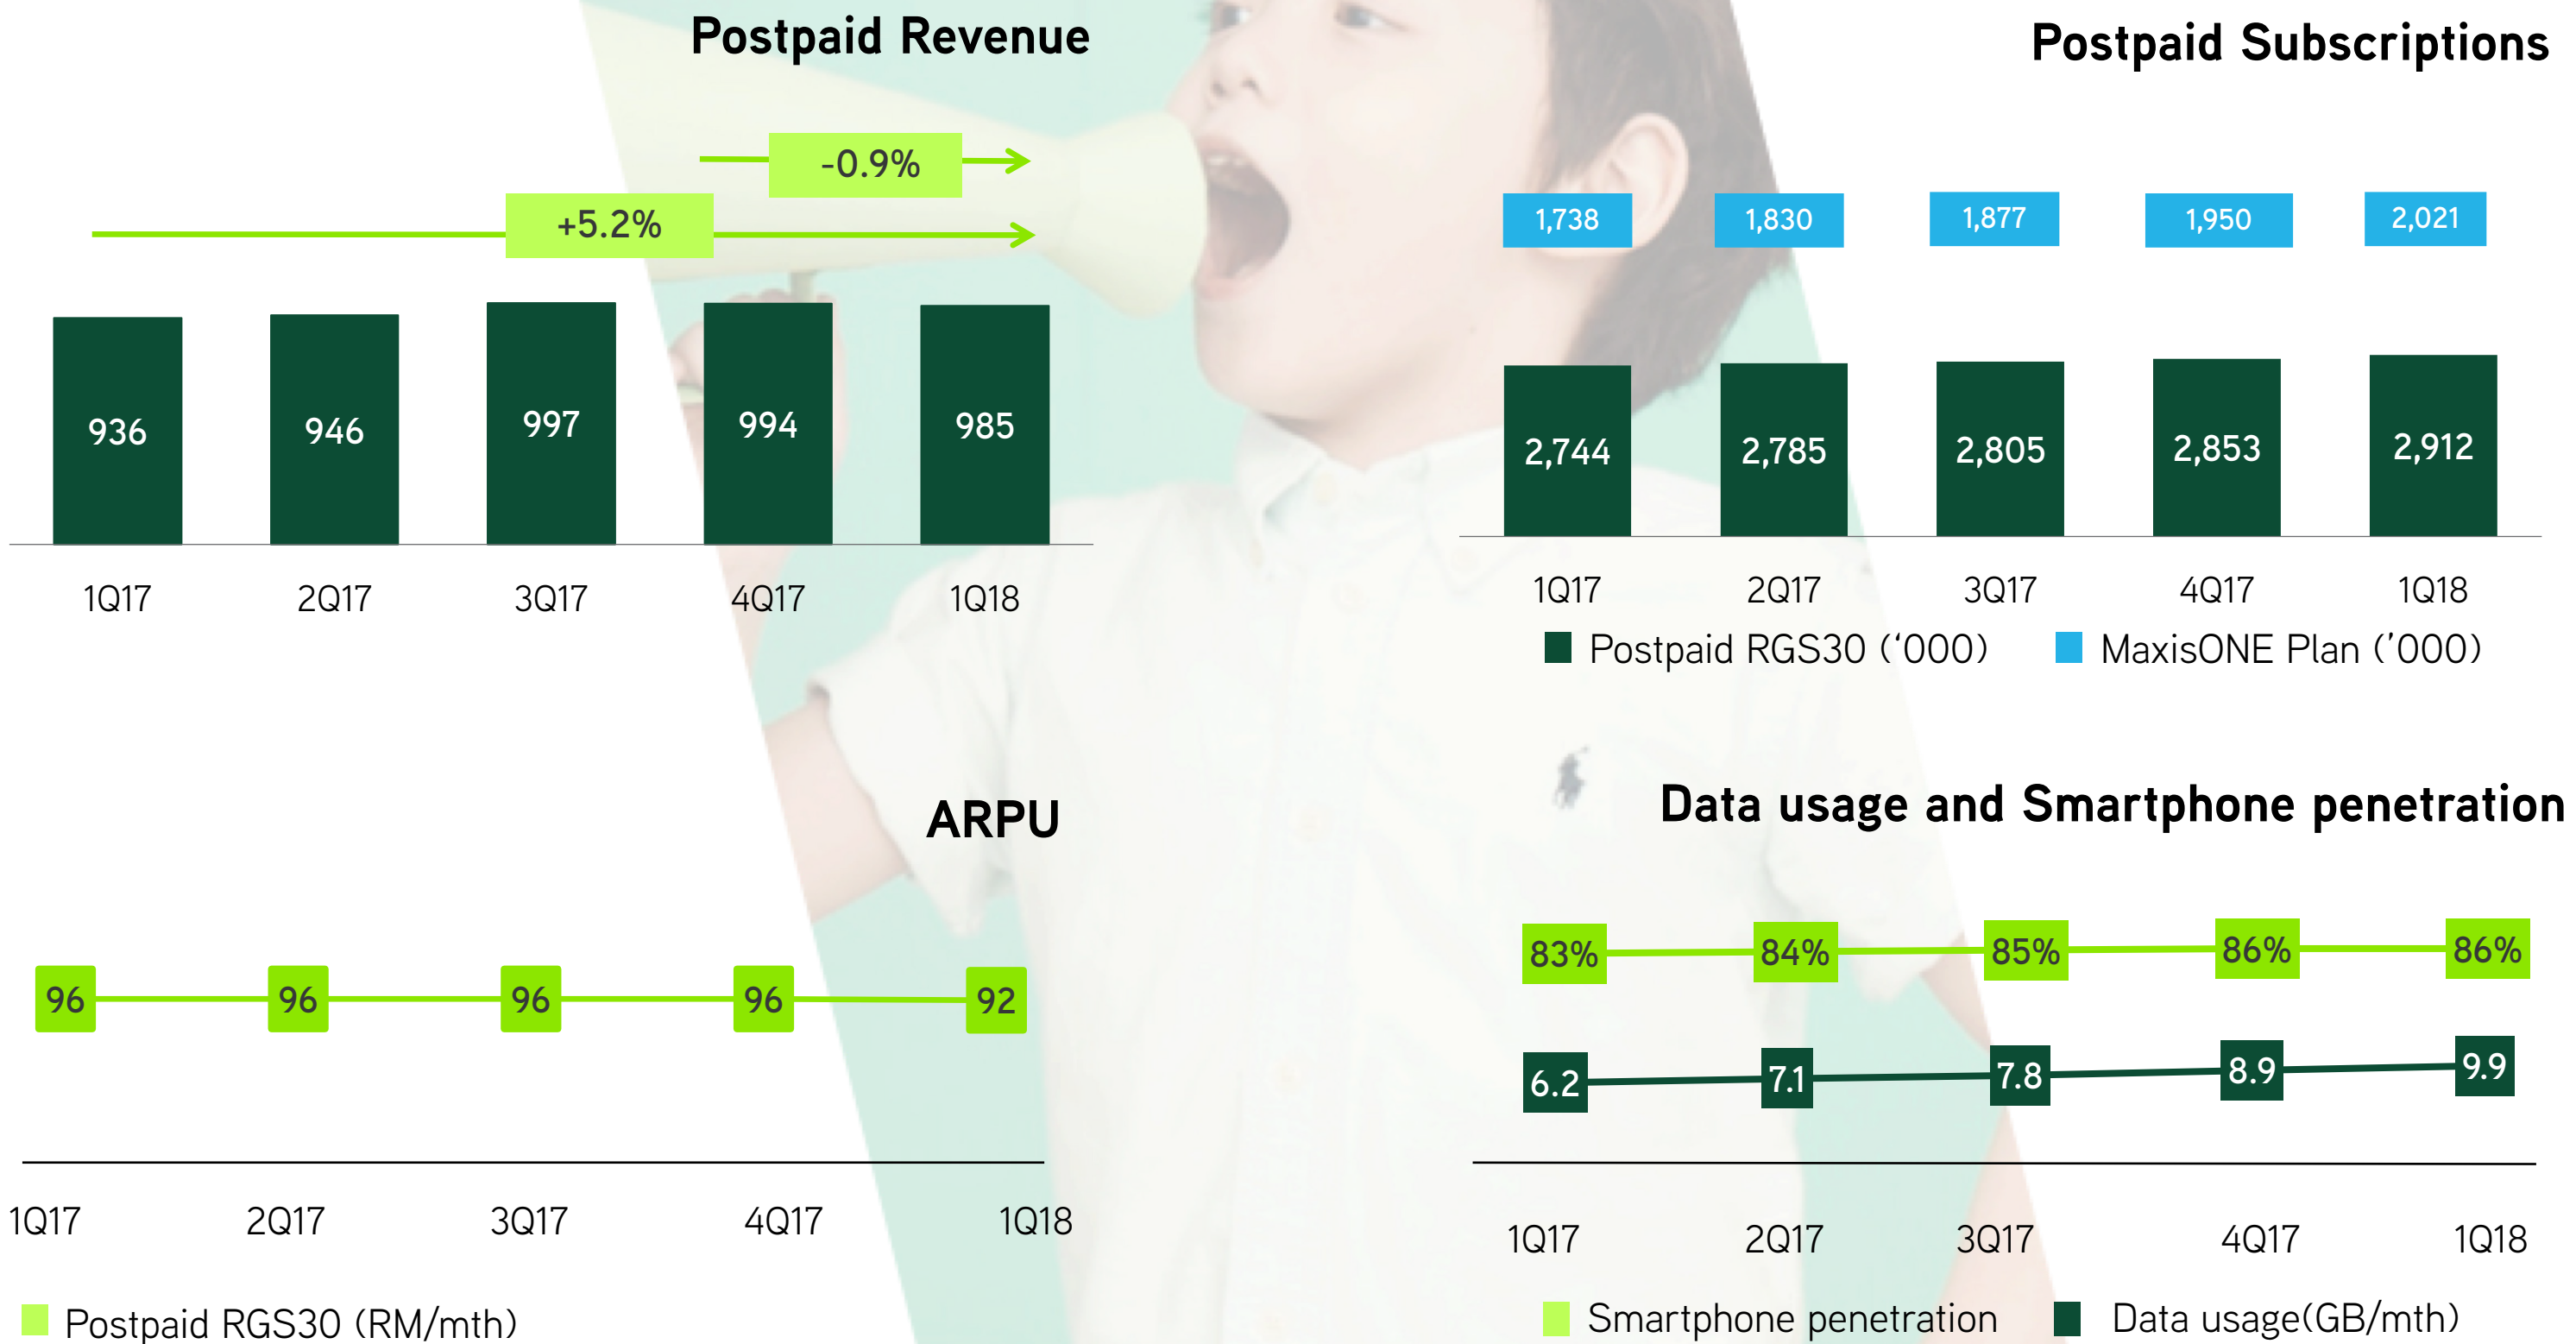 Postpaid Revenue
-0.9%
+5.2%
936 946 997 994 985
1Q17 2Q17 3Q17 4Q17 1Q18
Postpaid Subscriptions
1,738 1,830 1,877 1,950 2,021
2,744 2,785 2,805 2,853 2,912
1Q17 2Q17 3Q17 4Q17 1Q18
Postpaid RGS30 (‘000) MaxisONE Plan (’000)
ARPU
96 96 96 96 92
1Q17 2Q17 3Q17 4Q17 1Q18
Postpaid RGS30 (RM/mth)
Data usage and Smartphone penetration
83% 84% 85% 86% 86%
6.2 7.1 7.8 8.9 9.9
1Q17 2Q17 3Q17 4Q17 1Q18
Smartphone penetration Data usage(GB/mth)